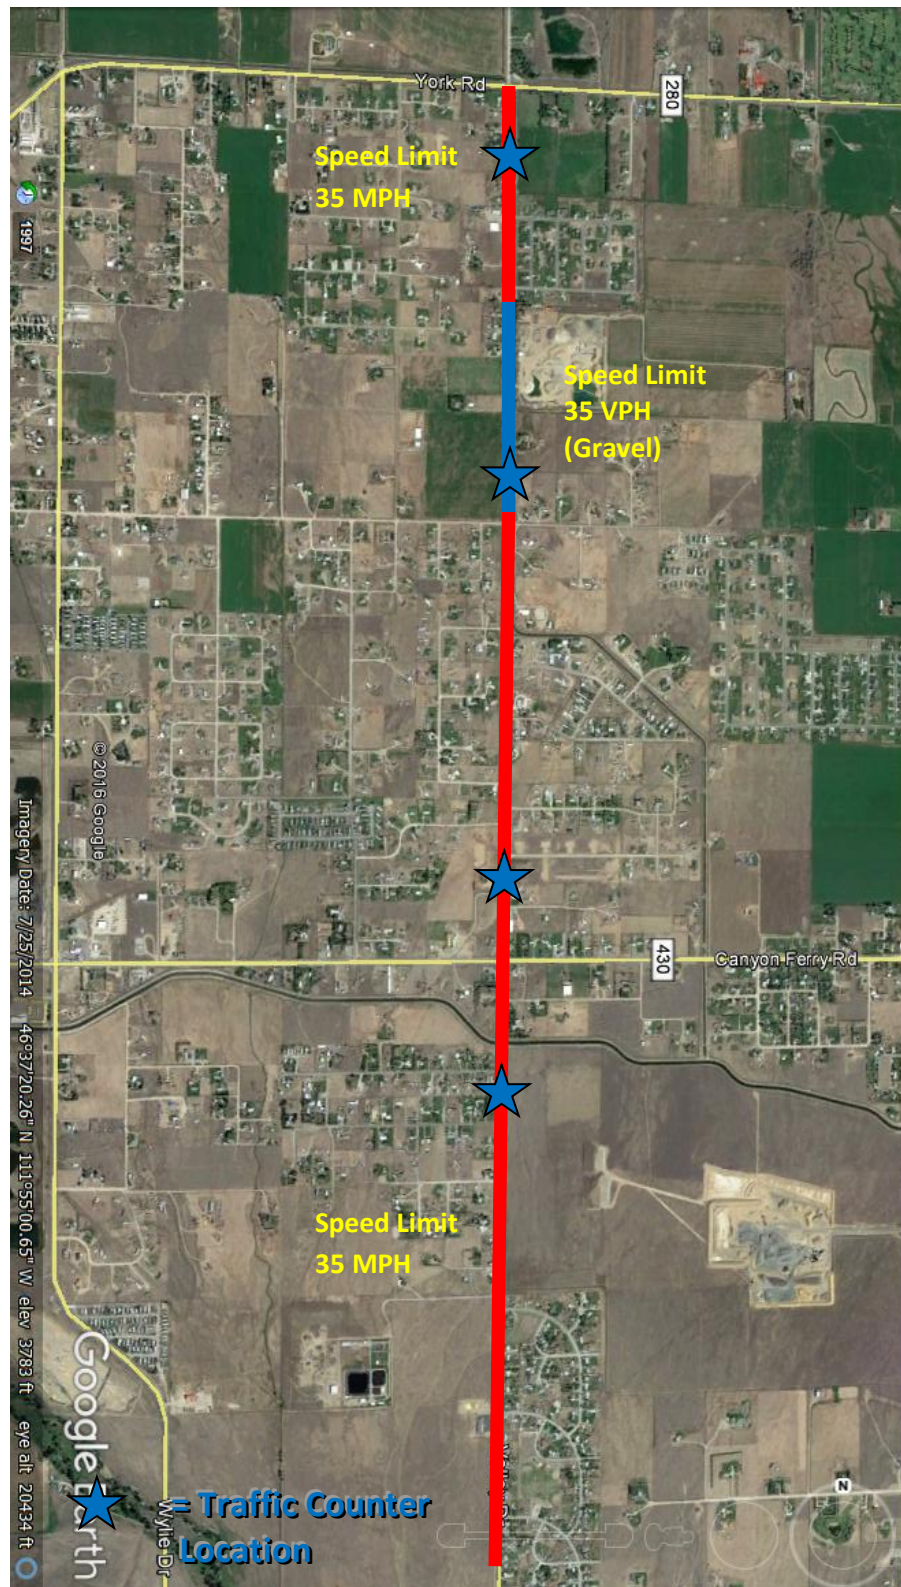 York Rd
280
Speed Limit
35 MPH
1997
Speed Limit
35 VPH
(Gravel)
© 2016 Google
430
Canyon Ferry Rd
Imagery Date: 7/25/2014 46°37'20.26" N 111°55'00.65" W elev 3783 ft eye alt 20434 ft
Speed Limit
35 MPH
Google Earth
N
Wylie Dr
= Traffic Counter
Location